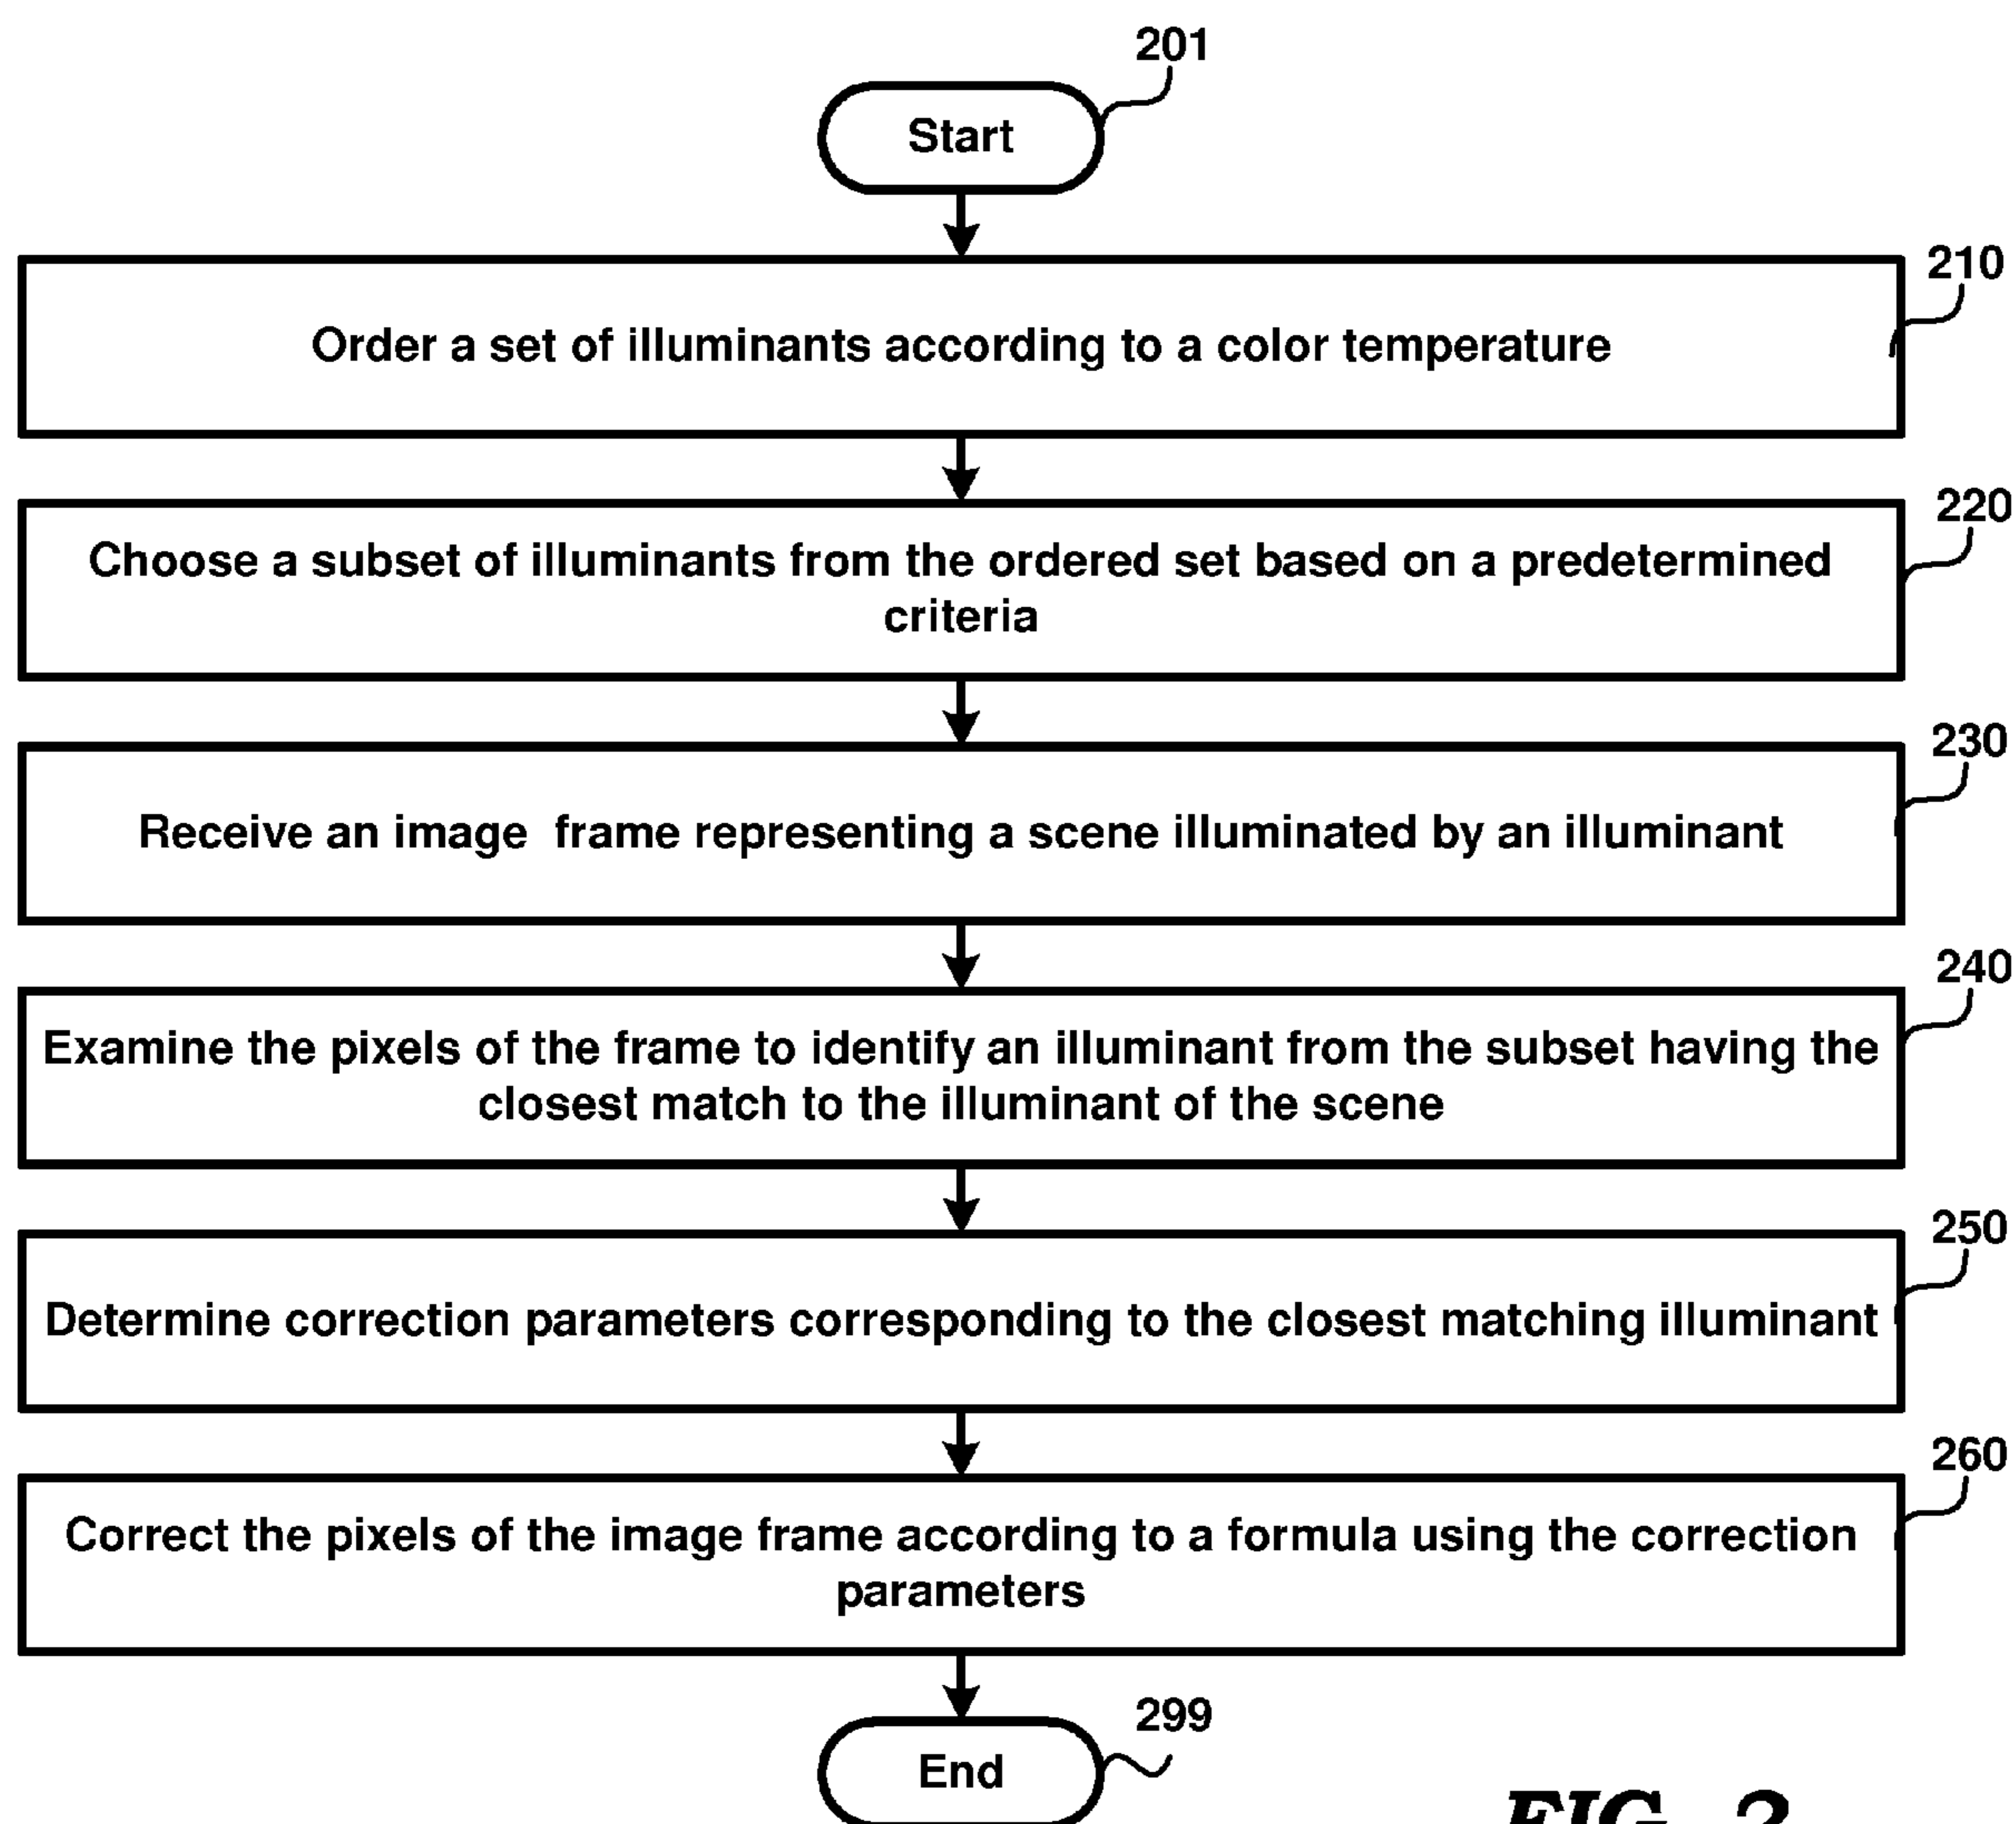 201
Start
210
Order a set of illuminants according to a color temperature
220
Choose a subset of illuminants from the ordered set based on a predetermined
criteria
230
Receive an image  frame representing a scene illuminated by an illuminant
240
Examine the pixels of the frame to identify an illuminant from the subset having the
closest match to the illuminant of the scene
250
Determine correction parameters corresponding to the closest matching illuminant
260
Correct the pixels of the image frame according to a formula using the correction
parameters
299
End
FIG. 2